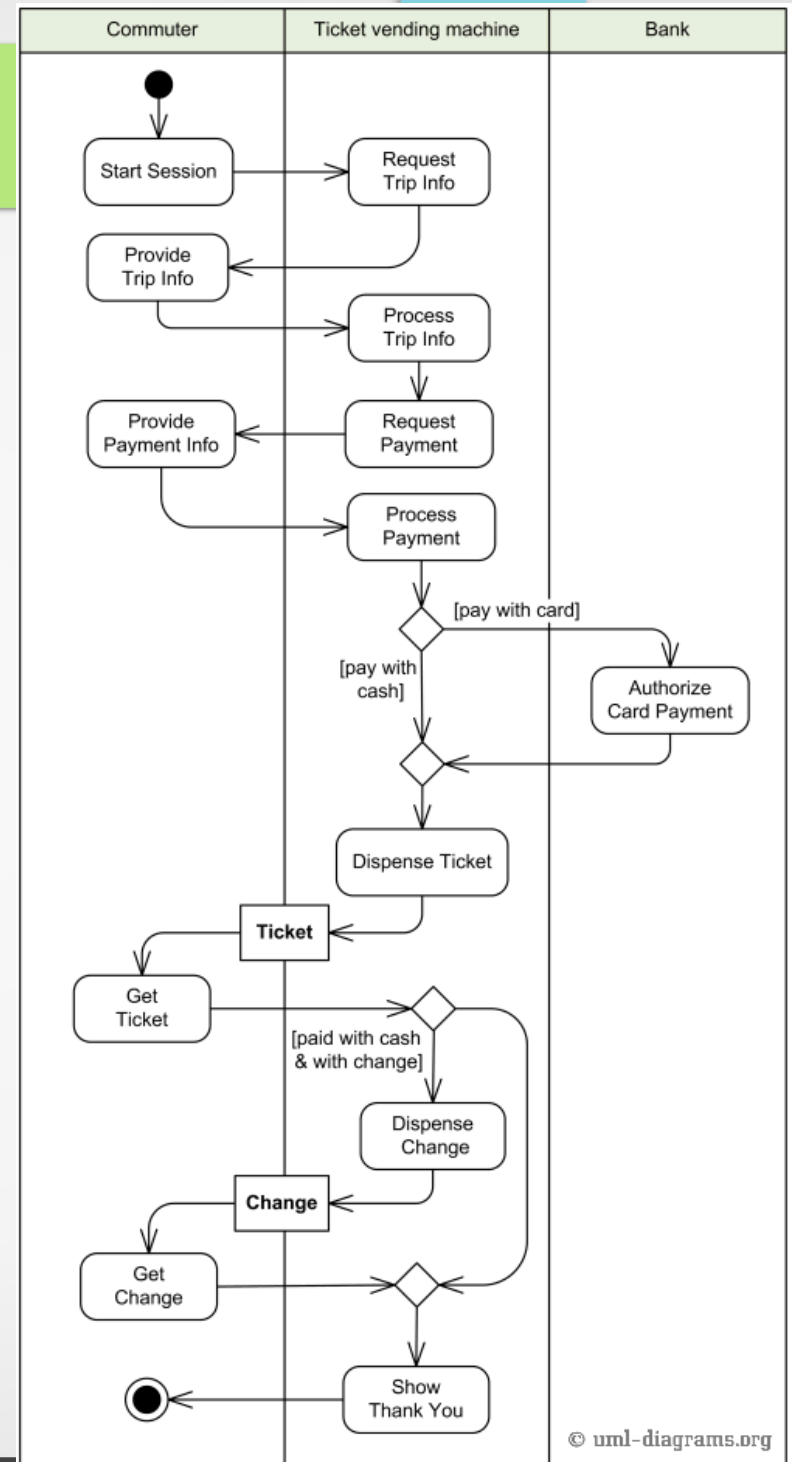 Commuter
Ticket vending machine
Bank
Start Session
Request
Trip Info
Provide
Trip Info
Process
Trip Info
Provide
Payment Info
Request
Payment
Process
Payment
[pay with card]
[pay with
cash]
Authorize
Card Payment
Dispense Ticket
Ticket
Get
Ticket
[paid with cash
& with change]
Dispense
Change
Change
Get
Change
Show
Thank You
© uml-diagrams.org